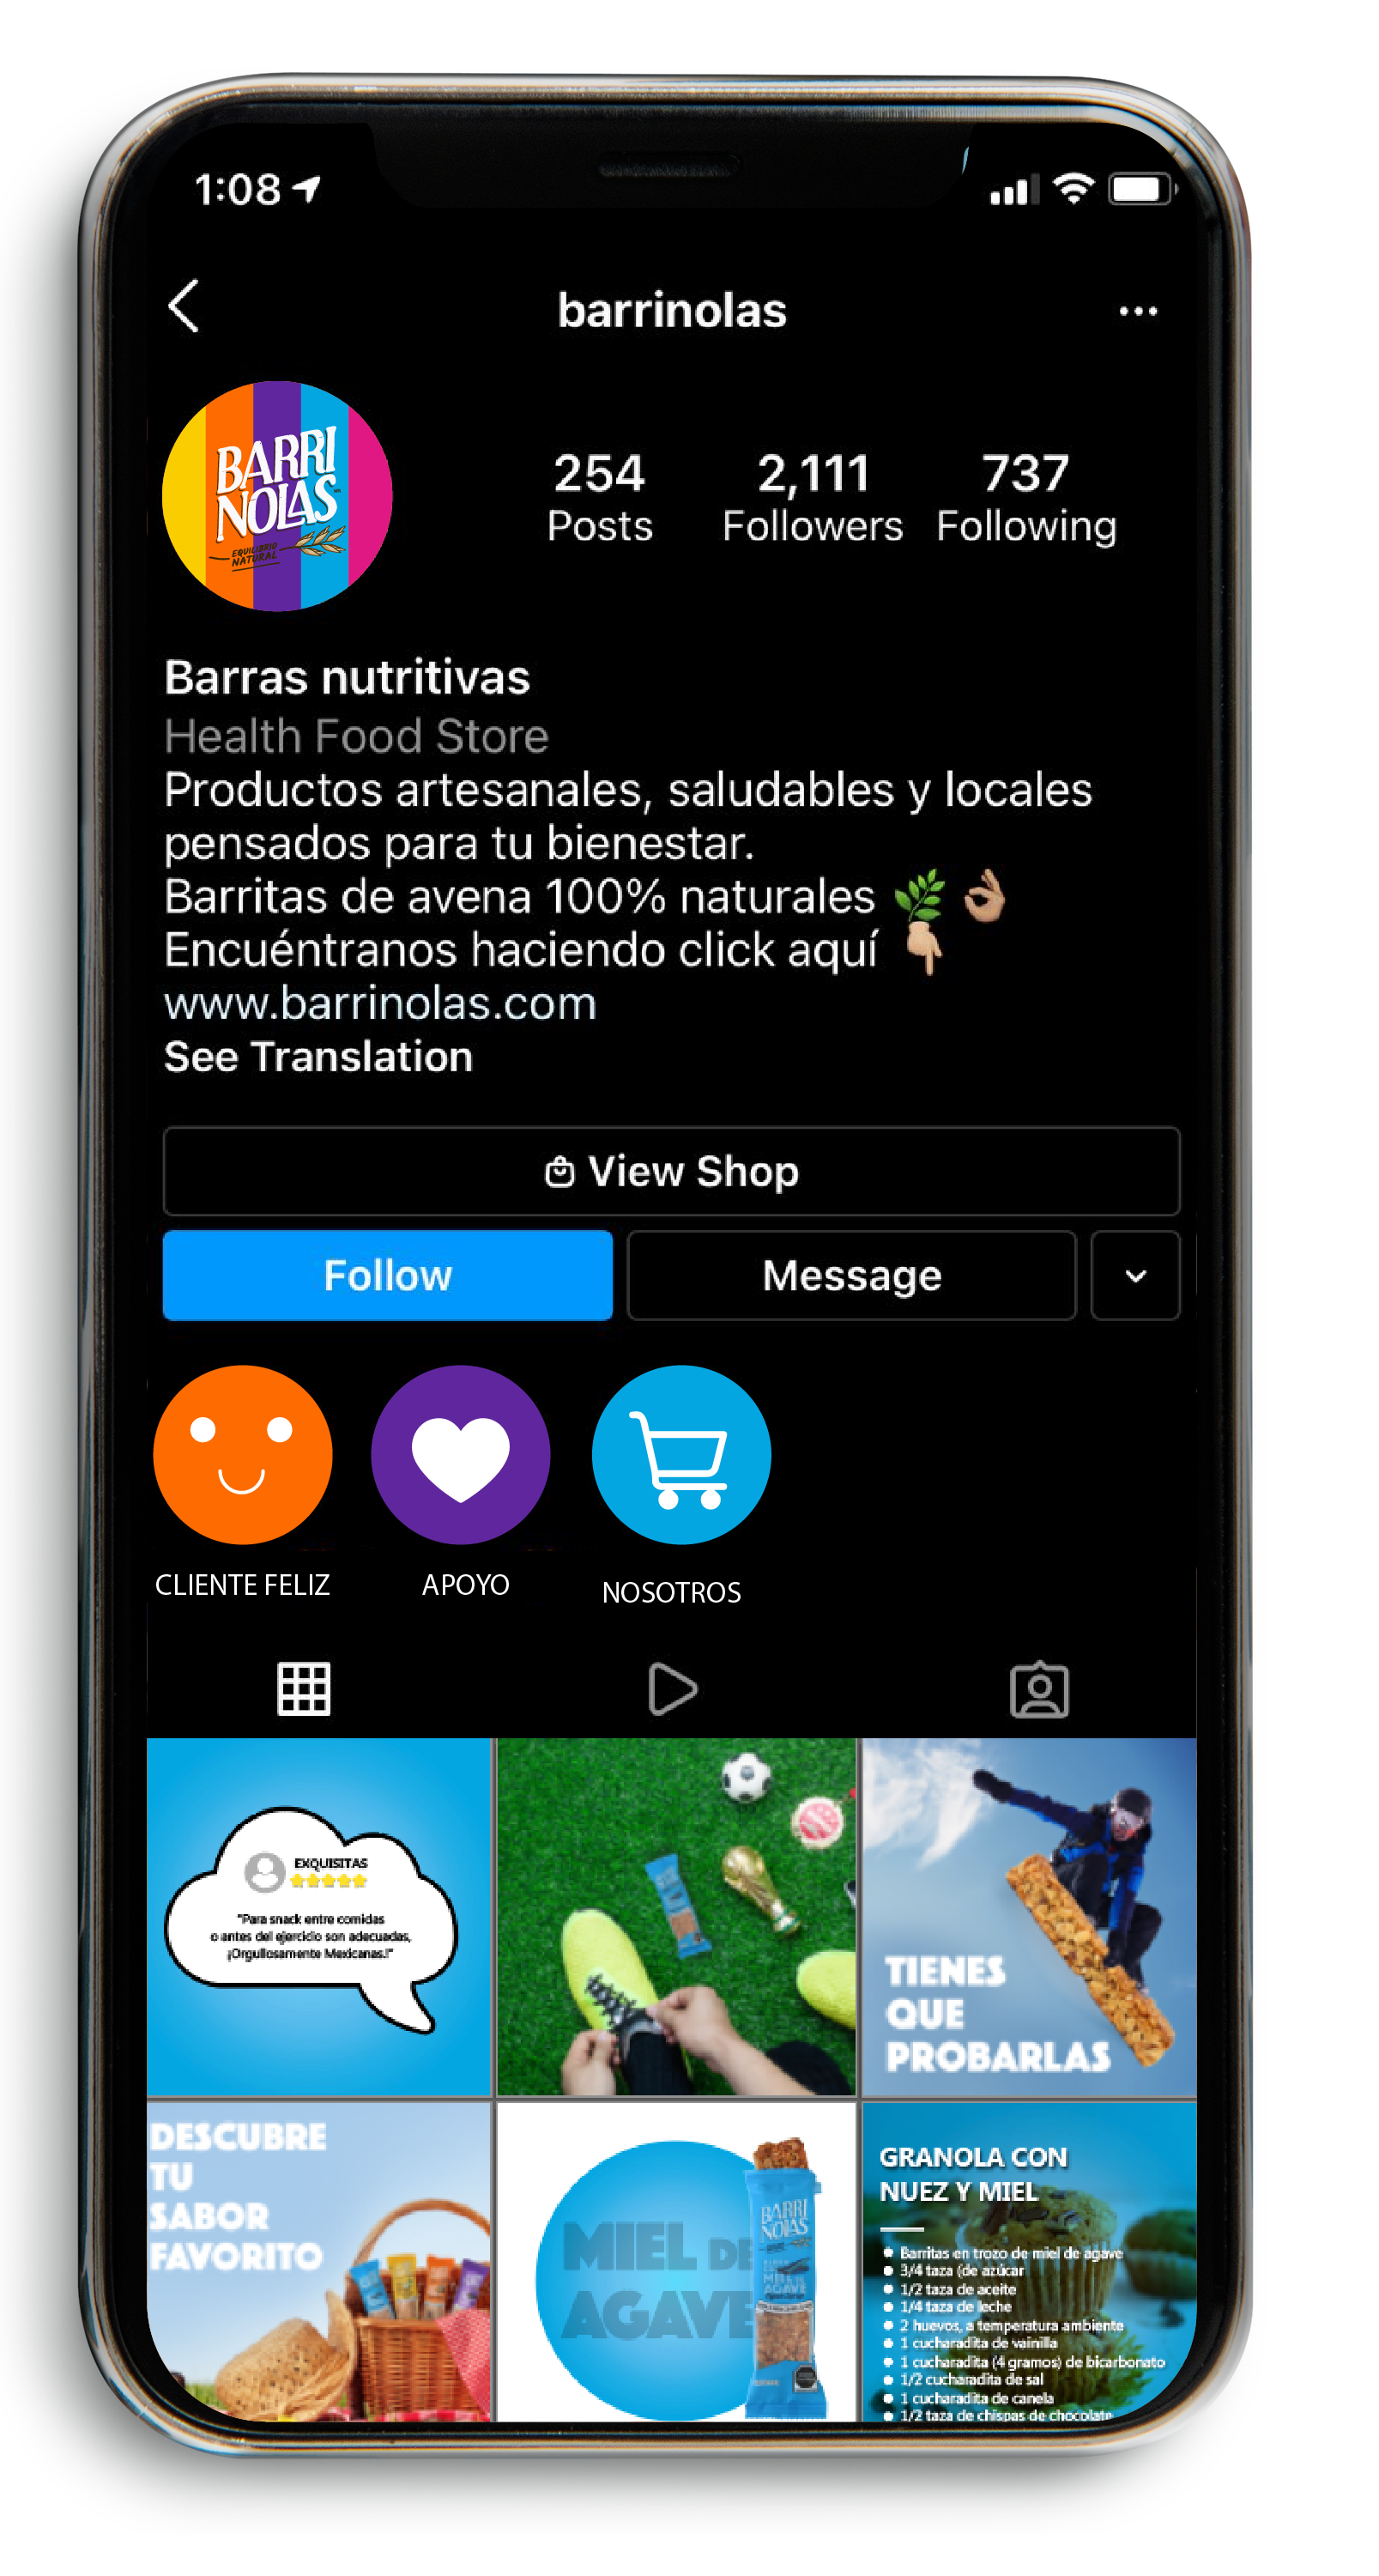 1:08
barrinolas
BARRI
NOLAS
EQUILIBRIO
NATURAL
254
Posts
2,111
Followers
737
Following
Barras nutritivas
Health Food Store
Productos artesanales, saludables y locales
pensados para tu bienestar.
Barritas de avena 100% naturales
Encuéntranos haciendo click aquí
www.barrinolas.com
See Translation
View Shop
Follow
Message
CLIENTE FELIZ
APOYO
NOSOTROS
EXQUISITAS
"Para snack entre comidas
o antes del ejercicio son adecuadas,
¡Orgullosamente Mexicanas.!"
TIENES
QUE
PROBARLAS
DESCUBRE
TU
SABOR
FAVORITO
MIEL DE
AGAVE
BARRI
NOLAS
MIEL DE
AGAVE
GRANOLA CON
NUEZ Y MIEL
Barritas en trozo de miel de agave
3/4 taza (de azúcar
1/2 taza de aceite
1/4 taza de leche
2 huevos, a temperatura ambiente
1 cucharadita de vainilla
1 cucharadita (4 gramos) de bicarbonato
1/2 cucharadita de sal
1 cucharadita de canela
1/2 taza de chispas de chocolate